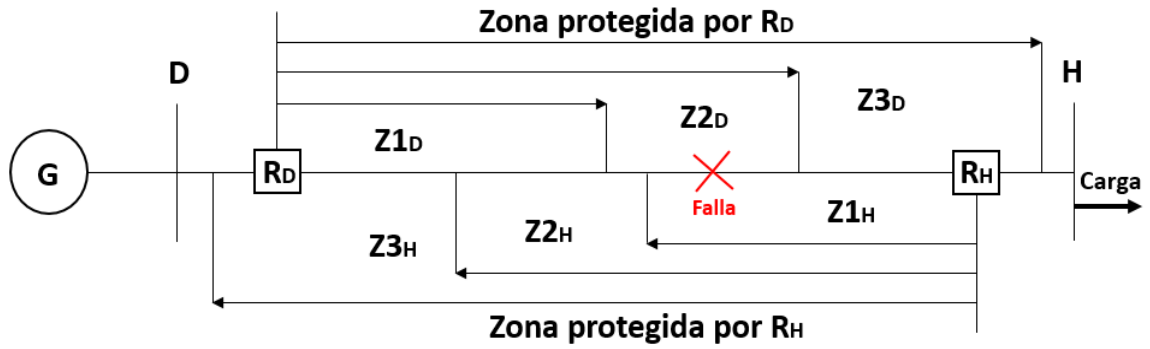 Zona protegida por RD
D
H
Z3D
Z2D
Z1D
G
RD
RH
Carga
Falla
Z1H
Z2H
Z3H
Zona protegida por RH